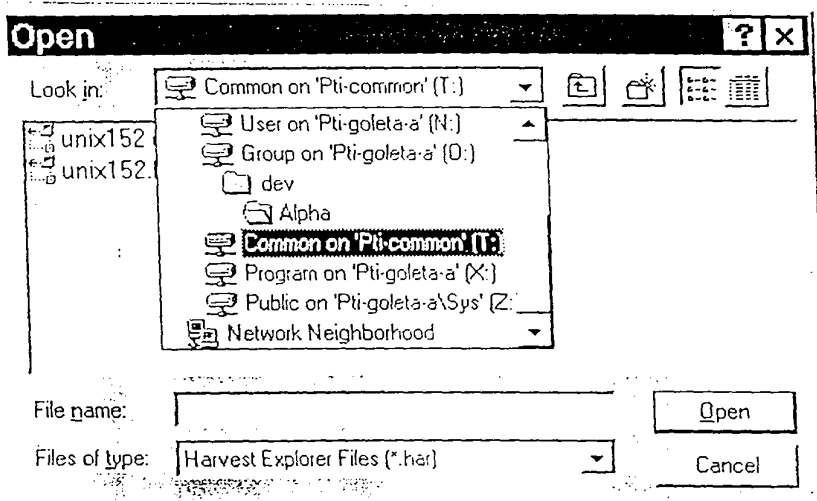 Open
Look in: Common on 'Pti-common' (T:)
unix152
unix152.
User on 'Pti-goleta-a' (N:)
Group on 'Pti-goleta-a' (O:)
dev
Alpha
Common on 'Pti-common' (T:)
Program on 'Pti-goleta-a' (X:)
Public on 'Pti-goleta-a\Sys' (Z:
Network Neighborhood
File name:
Open
Files of type: Harvest Explorer Files (*.har)
Cancel